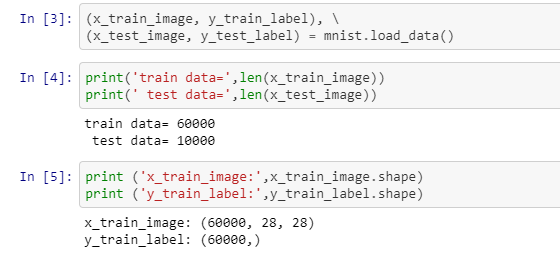 In [3]: (x_train_image, y_train_label), \
(x_test_image, y_test_label) = mnist.load_data()
In [4]: print('train data=',len(x_train_image))
print(' test data=',len(x_test_image))
train data= 60000
 test data= 10000
In [5]: print ('x_train_image:',x_train_image.shape)
print ('y_train_label:',y_train_label.shape)
x_train_image: (60000, 28, 28)
y_train_label: (60000,)